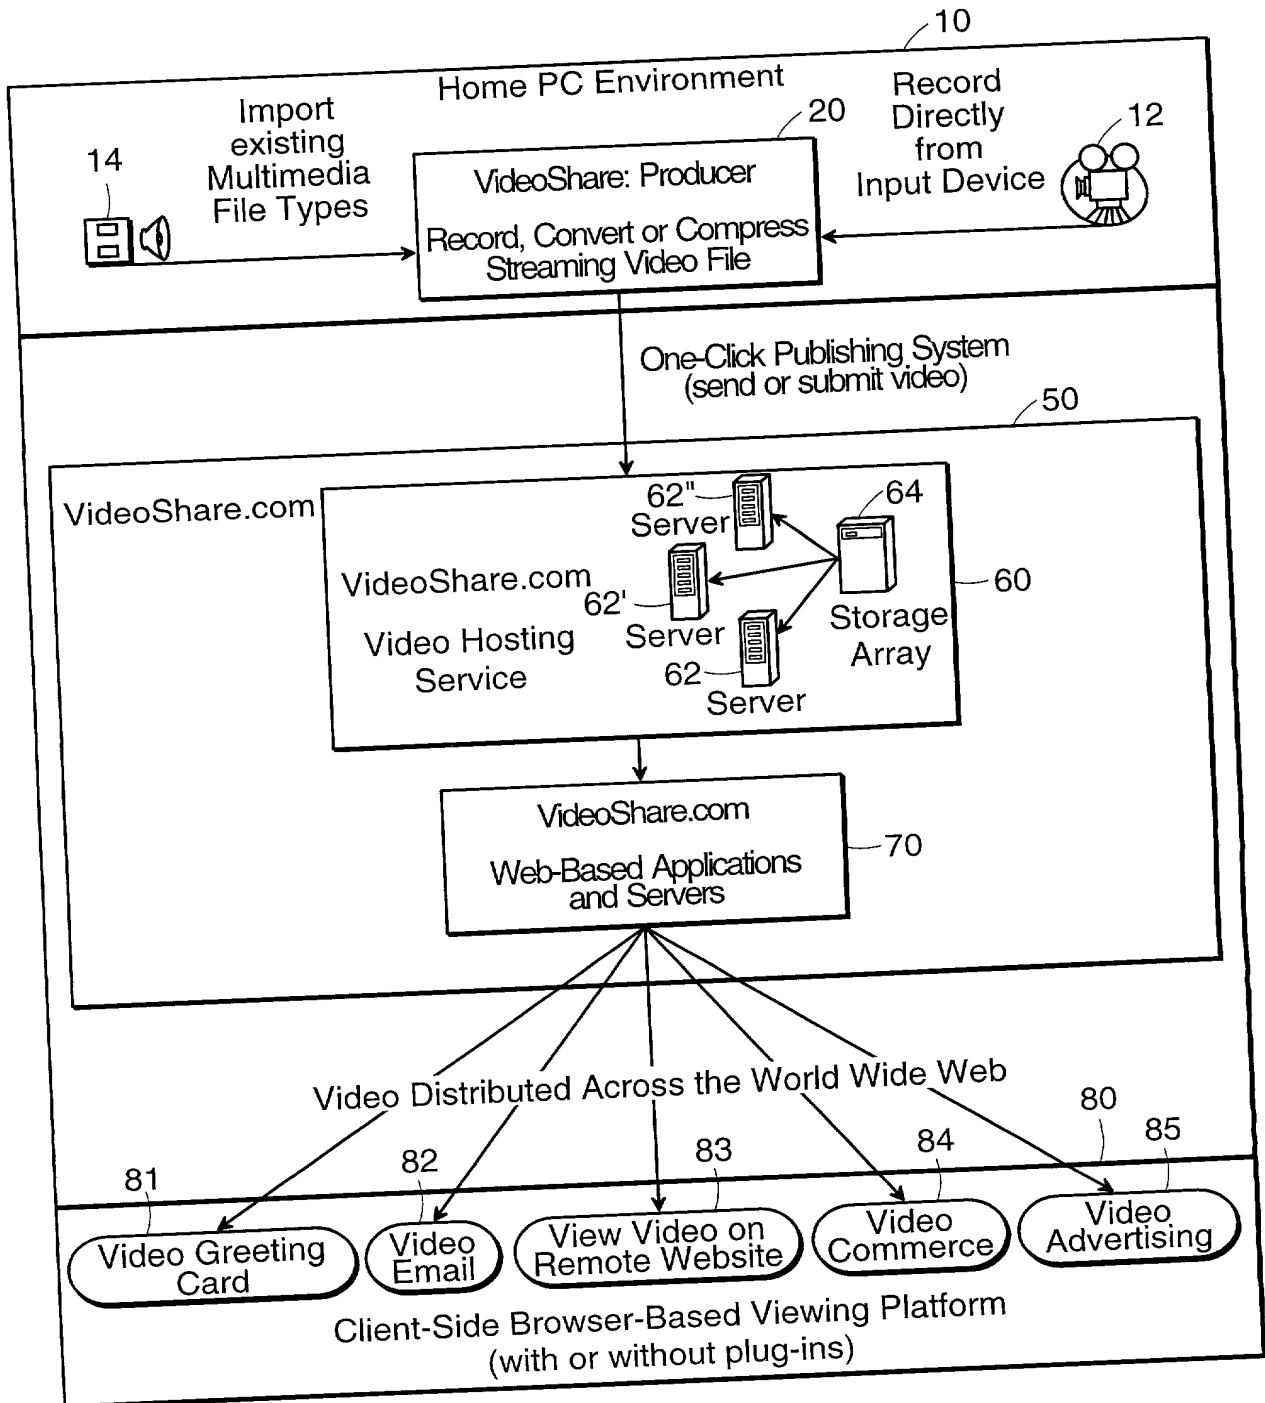 10
Home PC Environment
Import
existing
Multimedia
File Types
14
20
VideoShare: Producer
Record, Convert or Compress
Streaming Video File
Record
Directly
from
Input Device
12
One-Click Publishing System
(send or submit video)
50
VideoShare.com
VideoShare.com
Video Hosting
Service
62"
Server
62'
Server
62
Server
64
Storage
Array
60
VideoShare.com
Web-Based Applications
and Servers
70
Video Distributed Across the World Wide Web
80
81
Video Greeting
Card
82
Video
Email
83
View Video on
Remote Website
84
Video
Commerce
85
Video
Advertising
Client-Side Browser-Based Viewing Platform
(with or without plug-ins)